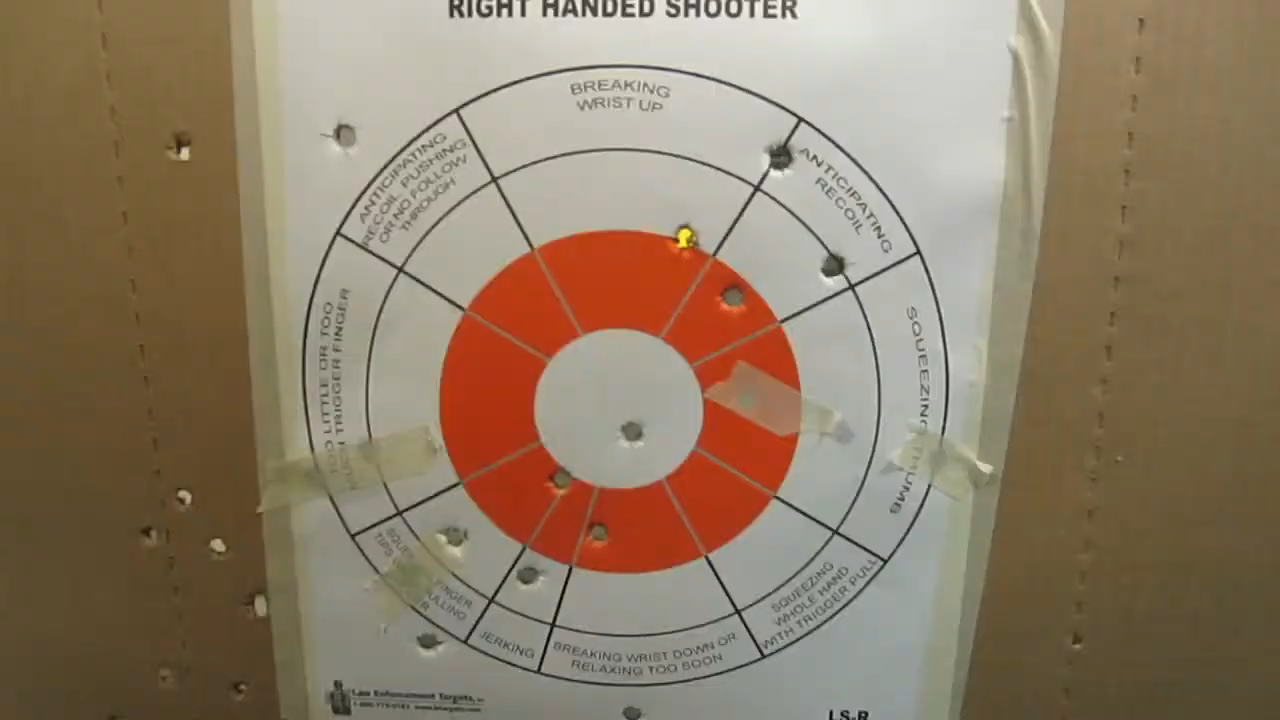 RIGHT HANDED SHOOTER
BREAKING
WRIST UP
ANTICIPATING
RECOIL PUSHING
OR NO FOLLOW
THROUGH
ANTICIPATING
RECOIL
LITTLE OR TOO
TRIGGER FINGER
SQUEEZING THUMB
TIPS
JERKING
BREAKING WRIST DOWN OR
RELAXING TOO SOON
SQUEEZING
WHOLE HAND
WITH TRIGGER PULL
Law Enforcement Targets,
LS-R